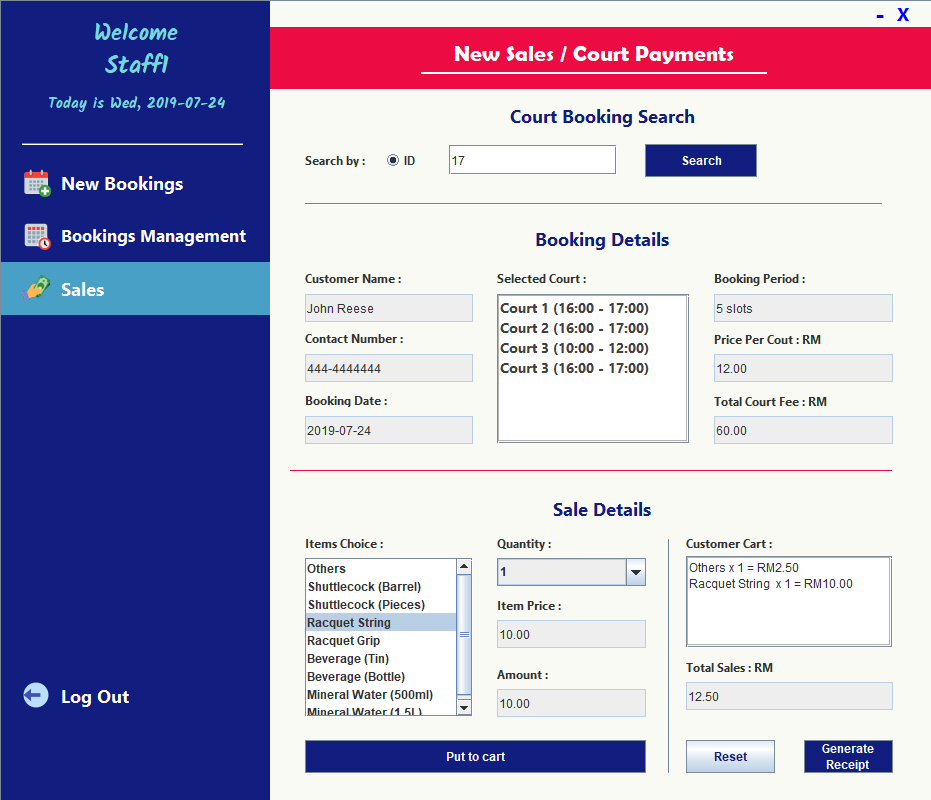 Welcome
Staff1
Today is Wed, 2019-07-24
New Bookings
Bookings Management
Sales
Log Out
- X
New Sales / Court Payments
Court Booking Search
Search by : ID 17 Search
Booking Details
Customer Name : Selected Court : Booking Period :
John Reese
Court 1 (16:00 - 17:00)
Court 2 (16:00 - 17:00)
Court 3 (10:00 - 12:00)
Court 3 (16:00 - 17:00)
5 slots
Contact Number : Price Per Cout : RM
444-4444444 12.00
Booking Date : Total Court Fee : RM
2019-07-24 60.00
Sale Details
Items Choice :
Others
Shuttlecock (Barrel)
Shuttlecock (Pieces)
Racquet String
Racquet Grip
Beverage (Tin)
Beverage (Bottle)
Mineral Water (500ml)
Mineral Water (1.5L)
Quantity :
1
Item Price :
10.00
Amount :
10.00
Put to cart
Customer Cart :
Others x 1 = RM2.50
Racquet String x 1 = RM10.00
Total Sales : RM
12.50
Reset
Generate
Receipt